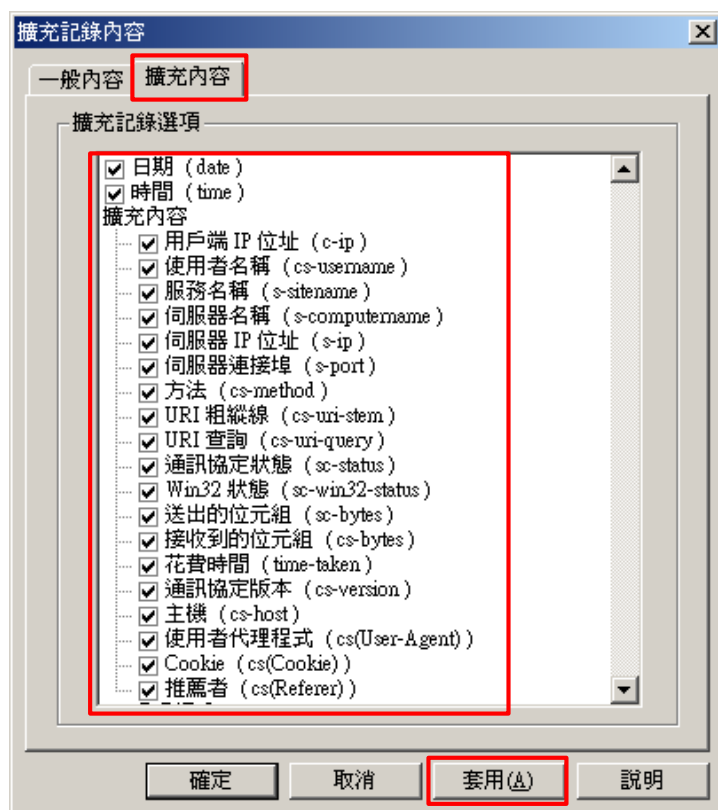 擴充記錄內容
一般內容 擴充內容
擴充記錄選項
日期 (date)
時間 (time)
擴充內容
用戶端 IP 位址 (c-ip)
使用者名稱 (cs-username)
服務名稱 (s-sitename)
伺服器名稱 (s-computername)
伺服器 IP 位址 (s-ip)
伺服器連接埠 (s-port)
方法 (cs-method)
URI 粗縱線 (cs-uri-stem)
URI 查詢 (cs-uri-query)
通訊協定狀態 (sc-status)
Win32 狀態 (sc-win32-status)
送出的位元組 (sc-bytes)
接收到的位元組 (cs-bytes)
花費時間 (time-taken)
通訊協定版本 (cs-version)
主機 (cs-host)
使用者代理程式 (cs(User-Agent))
Cookie (cs(Cookie))
推薦者 (cs(Referer))
確定 取消 套用(A) 說明